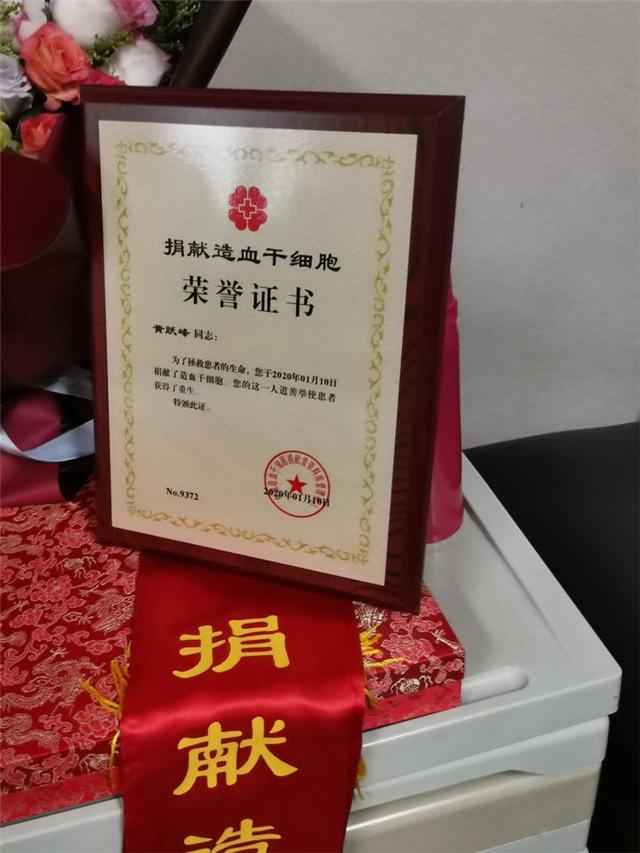 捐献造血干细胞
荣誉证书
黄跃峰 同志:
为了拯救患者的生命，您于2020年01月10日
捐献了造血干细胞。您的这一人道善举使患者
获得了重生。
特颁此证。
No.9372
2020年01月10日
捐
献
造